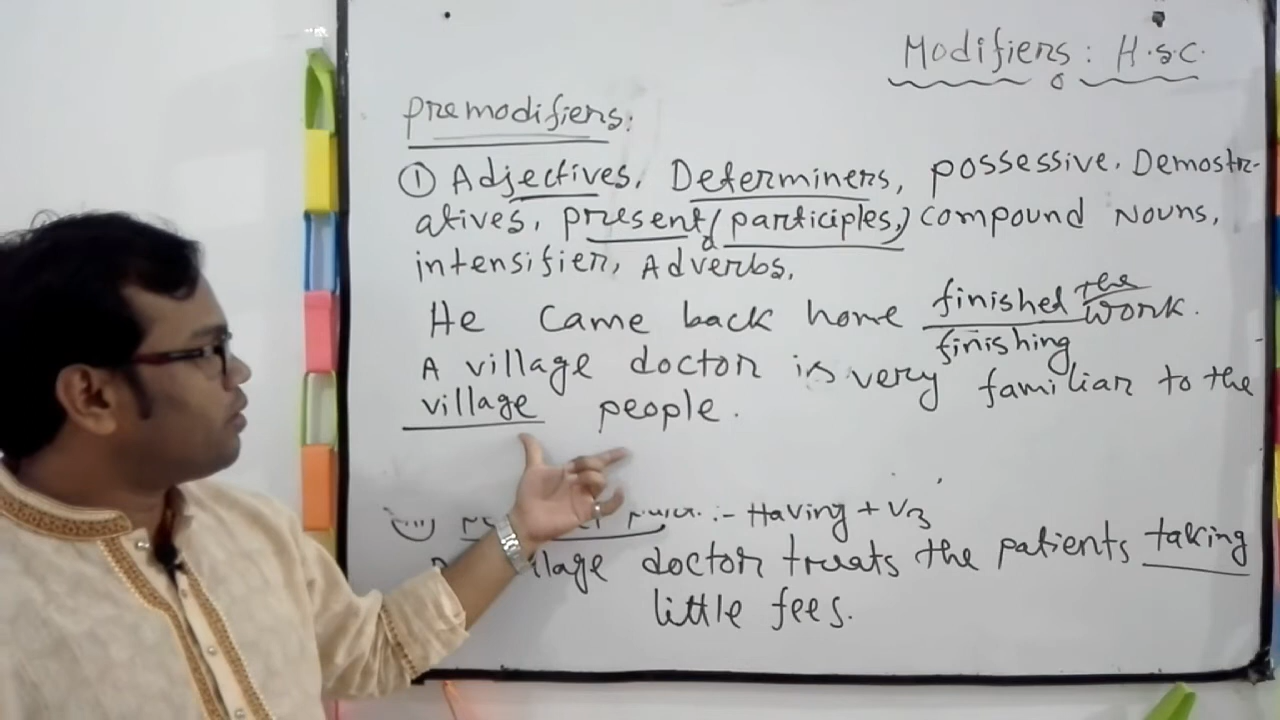 Modifiers: H.s.c.
premodifiers:
① Adjectives, Determiners, possessive. Demostr-
atives, present/participles,) compound Nouns,
intensifier, Adverbs.
He came back home finished the work.
finishing
A village doctor is very familiar to the
village people.
:- Having + V3
doctor treats the patients taking
little fees.